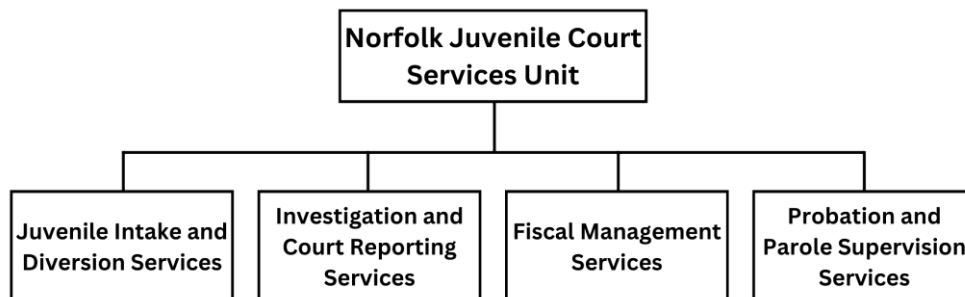 Norfolk Juvenile Court
Services Unit
Juvenile Intake and
Diversion Services
Investigation and
Court Reporting
Services
Fiscal Management
Services
Probation and
Parole Supervision
Services